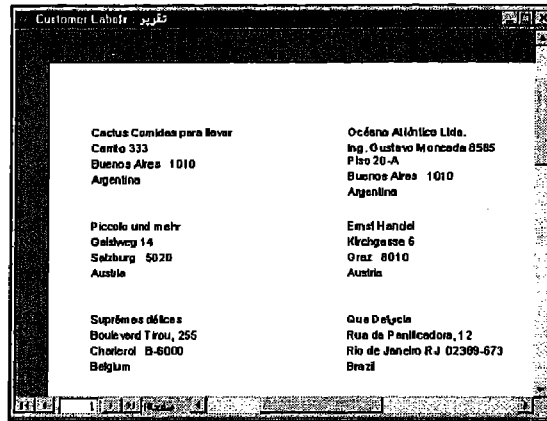 Customer Labels : تقرير
Cactus Comidas para llevar
Cerrito 333
Buenos Aires 1010
Argentina
Océano Atlántico Ltda.
Ing. Gustavo Moncada 8585
Piso 20-A
Buenos Aires 1010
Argentina
Piccolo und mehr
Geislweg 14
Salzburg 5020
Austria
Ernst Handel
Kirchgasse 6
Graz 8010
Austria
Suprêmes délices
Boulevard Tirou, 255
Charleroi B-6000
Belgium
Que Delícia
Rua da Panificadora, 12
Rio de Janeiro RJ 02389-673
Brazil
1